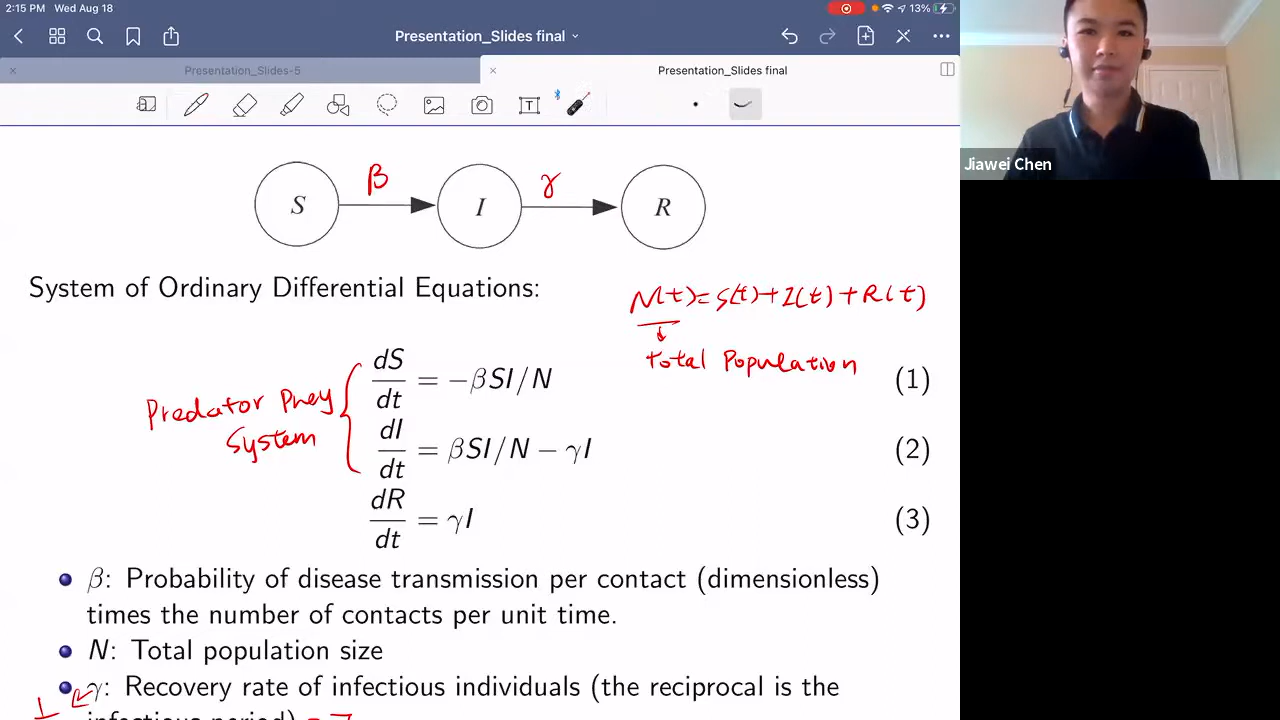 2:15 PM Wed Aug 18
13%
Presentation_Slides final
Presentation_Slides-5
Presentation_Slides final
T
Jiawei Chen
β
γ
S
I
R
System of Ordinary Differential Equations:
N(t)=S(t)+I(t)+R(t)
total Population
Predator Prey
System
dS/dt = −βSI/N (1)
dI/dt = βSI/N − γI (2)
dR/dt = γI (3)
β: Probability of disease transmission per contact (dimensionless)
times the number of contacts per unit time.
N: Total population size
γ: Recovery rate of infectious individuals (the reciprocal is the
infectious period)